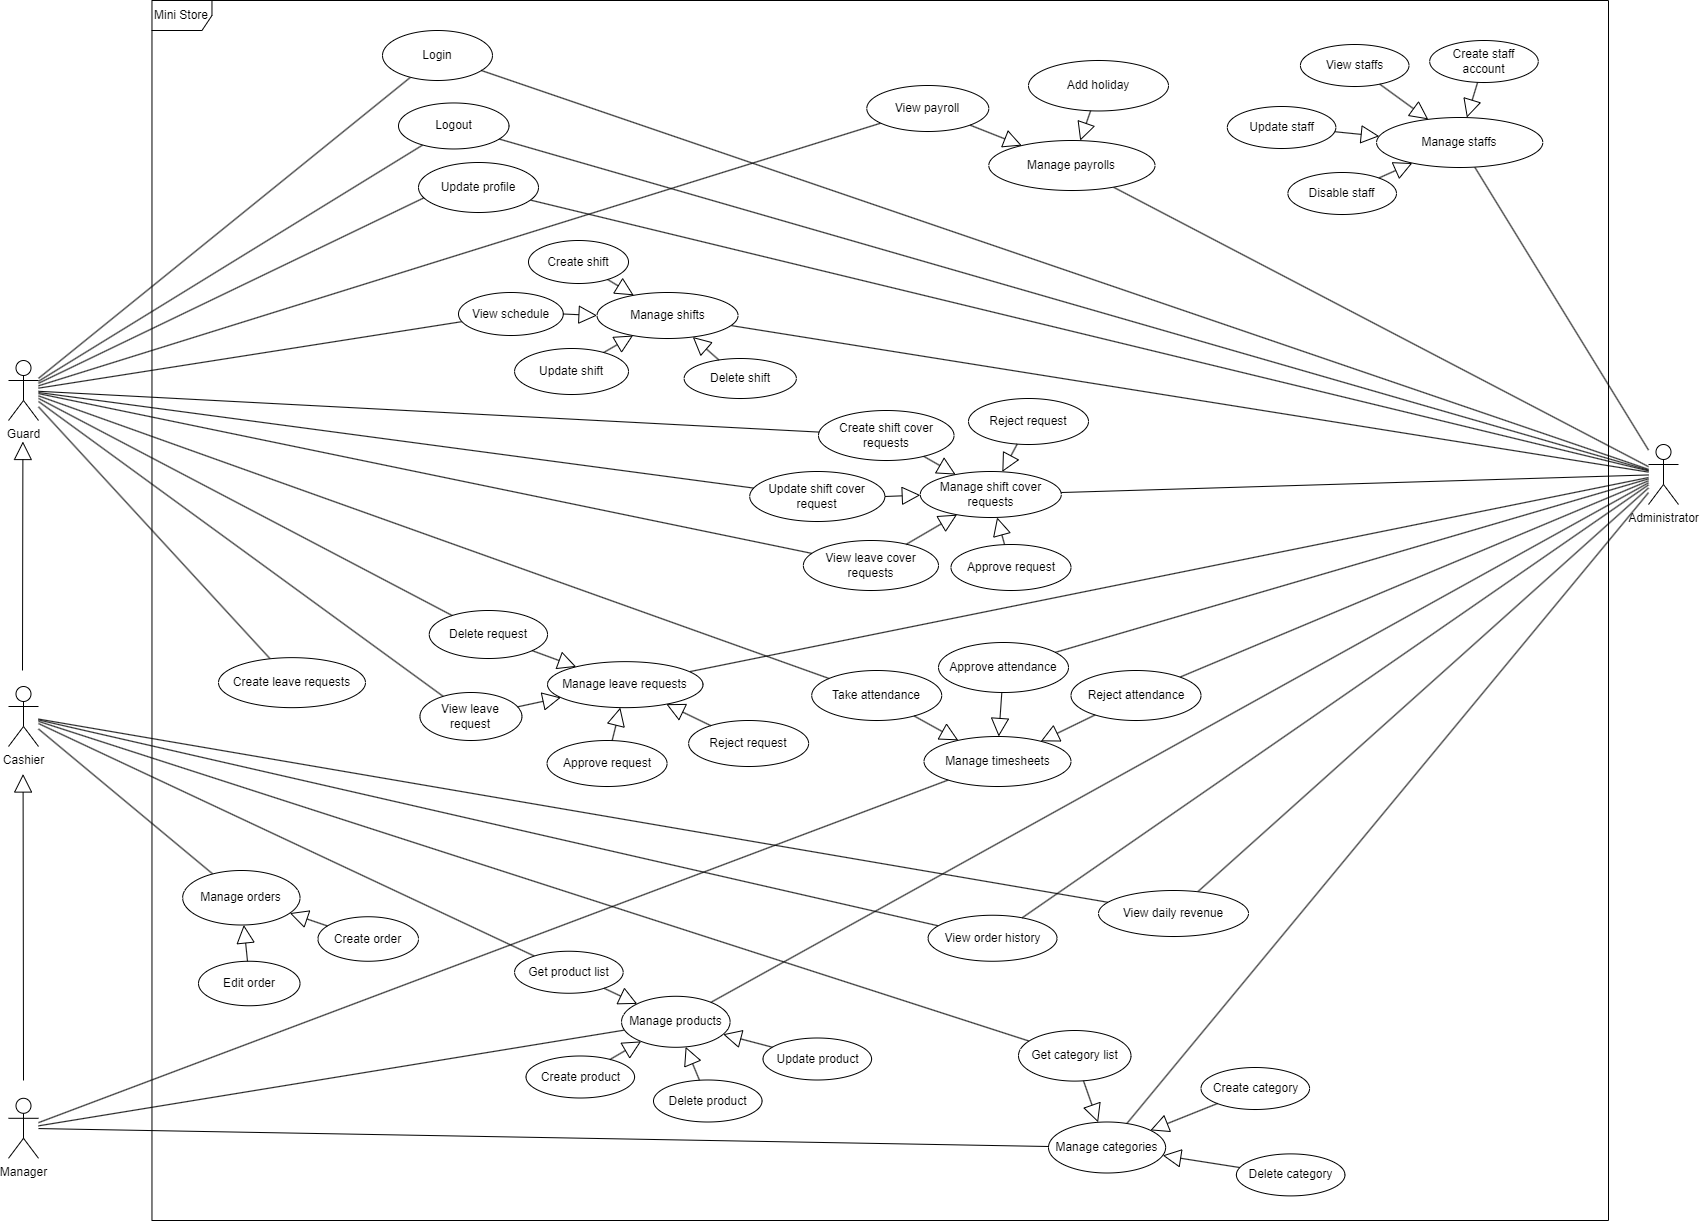 Mini Store
Login
Logout
Update profile
View payroll
Add holiday
Manage payrolls
View staffs
Create staff
account
Update staff
Manage staffs
Disable staff
Create shift
View schedule
Manage shifts
Update shift
Delete shift
Guard
Create shift cover
requests
Reject request
Update shift cover
request
Manage shift cover
requests
View leave cover
requests
Approve request
Administrator
Delete request
Create leave requests
Manage leave requests
View leave
request
Approve request
Reject request
Take attendance
Approve attendance
Reject attendance
Manage timesheets
Cashier
Manage orders
Create order
Edit order
View daily revenue
View order history
Get product list
Manage products
Create product
Update product
Delete product
Get category list
Create category
Manage categories
Delete category
Manager